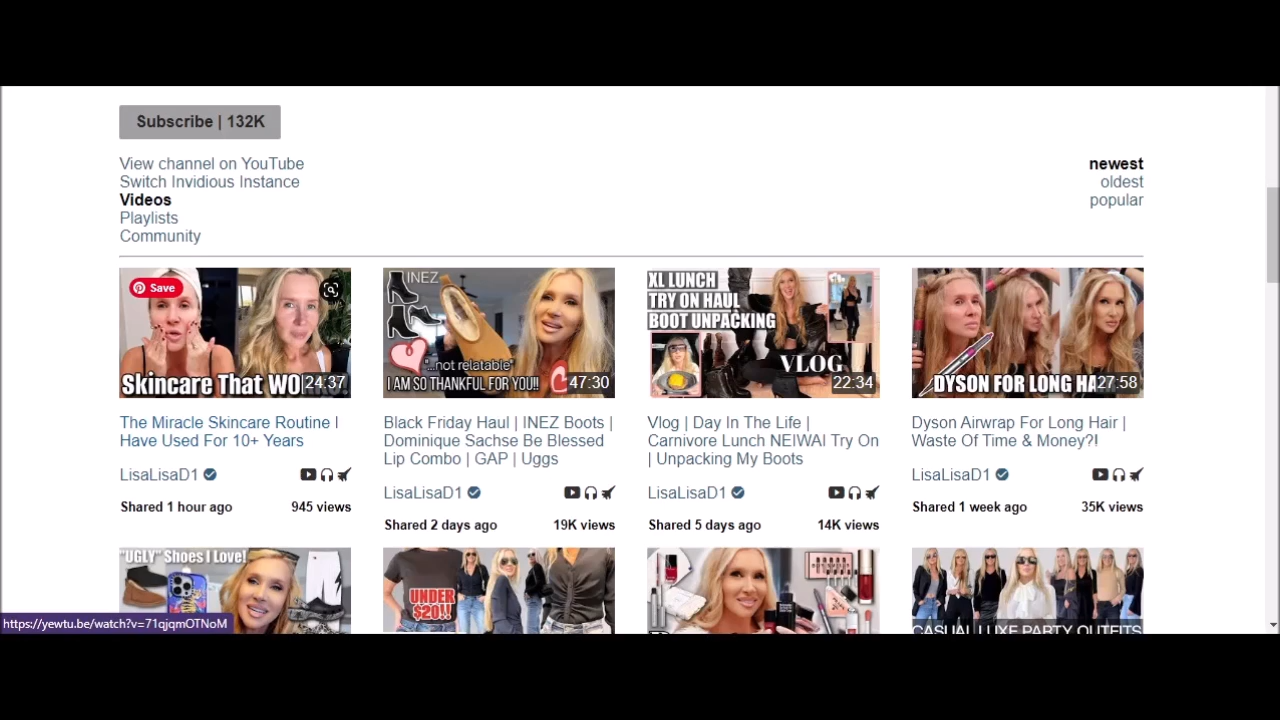 Subscribe | 132K
View channel on YouTube
Switch Invidious Instance
Videos
Playlists
Community
newest
oldest
popular
Save
Skincare That WO
24:37
INEZ
"...not relatable"
I AM SO THANKFUL FOR YOU!!
47:30
XL LUNCH
TRY ON HAUL
BOOT UNPACKING
VLOG
22:34
DYSON FOR LONG HA
27:58
The Miracle Skincare Routine I
Have Used For 10+ Years
LisaLisaD1
Shared 1 hour ago
945 views
Black Friday Haul | INEZ Boots |
Dominique Sachse Be Blessed
Lip Combo | GAP | Uggs
LisaLisaD1
Shared 2 days ago
19K views
Vlog | Day In The Life |
Carnivore Lunch NEIWAI Try On
| Unpacking My Boots
LisaLisaD1
Shared 5 days ago
14K views
Dyson Airwrap For Long Hair |
Waste Of Time & Money?!
LisaLisaD1
Shared 1 week ago
35K views
"UGLY" Shoes I Love!
UNDER
$20!!
CASUAL LUXE PARTY OUTFITS
https://yewtu.be/watch?v=71qjqmOTNoM